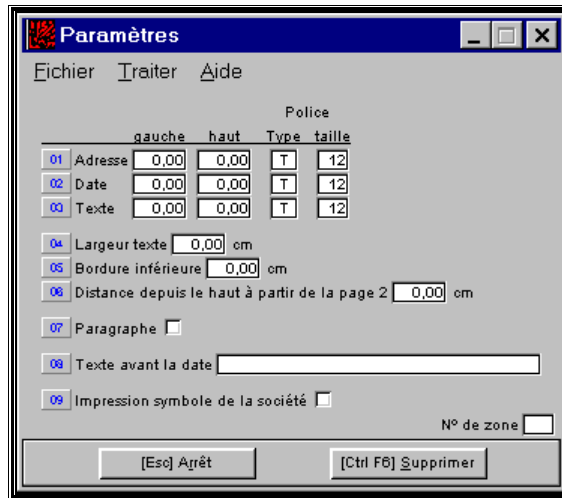 Paramètres
Fichier Traiter Aide
Police
gauche haut Type taille
01 Adresse 0,00 0,00 T 12
02 Date 0,00 0,00 T 12
03 Texte 0,00 0,00 T 12
04 Largeur texte 0,00 cm
05 Bordure inférieure 0,00 cm
06 Distance depuis le haut à partir de la page 2 0,00 cm
07 Paragraphe
08 Texte avant la date
09 Impression symbole de la société
Nº de zone
[Esc] Arrêt [Ctrl F6] Supprimer